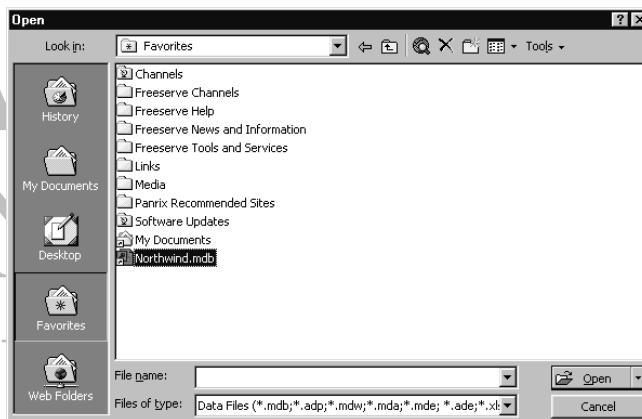 Open
Look in: Favorites Tools
History
My Documents
Desktop
Favorites
Web Folders
Channels
Freeserve Channels
Freeserve Help
Freeserve News and Information
Freeserve Tools and Services
Links
Media
Panrix Recommended Sites
Software Updates
My Documents
Northwind.mdb
File name: Open
Files of type: Data Files (*.mdb;*.adp;*.mdw;*.mda;*.mde; *.ade;*.xl Cancel